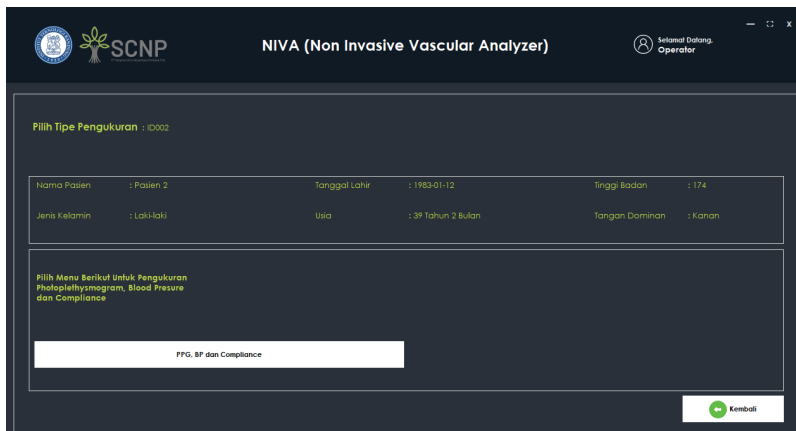 SCNP
NIVA (Non Invasive Vascular Analyzer)
Selamat Datang,
Operator
x
Pilih Tipe Pengukuran : ID002
Nama Pasien : Pasien 2 Tanggal Lahir : 1983-01-12 Tinggi Badan : 174
Jenis Kelamin : Laki-laki Usia : 39 Tahun 2 Bulan Tangan Dominan : Kanan
Pilih Menu Berikut Untuk Pengukuran
Photoplethysmogram, Blood Presure
dan Compliance
PPG, BP dan Compliance
Kembali